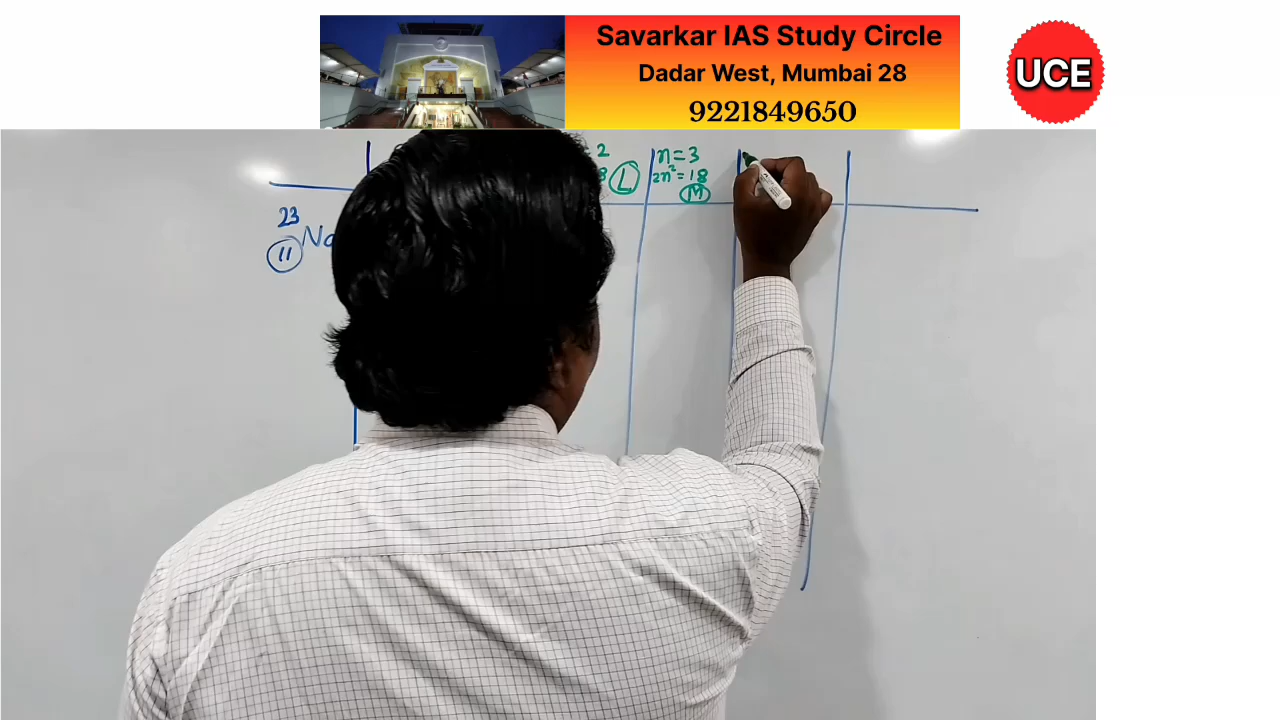 Savarkar IAS Study Circle
Dadar West, Mumbai 28
9221849650
UCE
2
8 L
n=3
2n²=18
M
23
11 Na